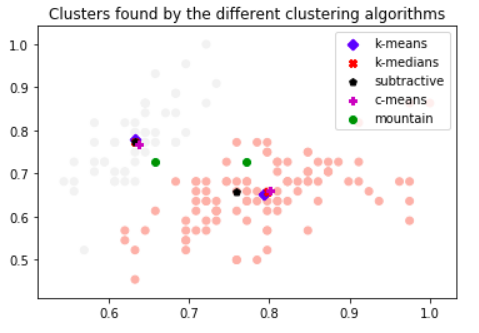 Clusters found by the different clustering algorithms
k-means
k-medians
subtractive
c-means
mountain
1.0
0.9
0.8
0.7
0.6
0.5
0.6 0.7 0.8 0.9 1.0